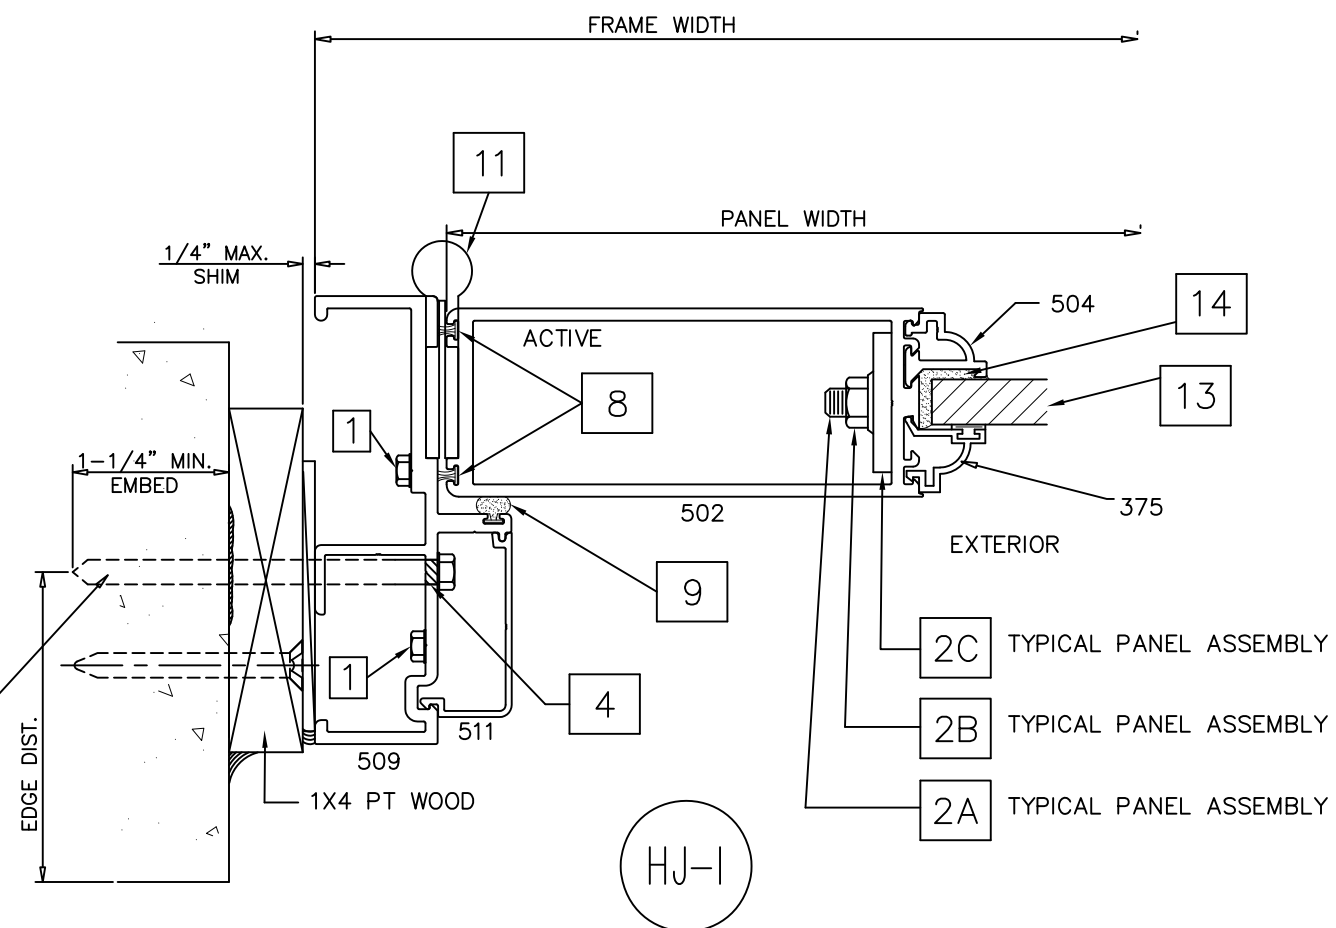 FRAME WIDTH
11
PANEL WIDTH
1/4" MAX.
SHIM
504
14
ACTIVE
8
13
1
1-1/4" MIN.
EMBED
502
375
EXTERIOR
9
2C TYPICAL PANEL ASSEMBLY
1
4
EDGE DIST.
511
2B TYPICAL PANEL ASSEMBLY
509
1X4 PT WOOD
2A TYPICAL PANEL ASSEMBLY
HJ-I